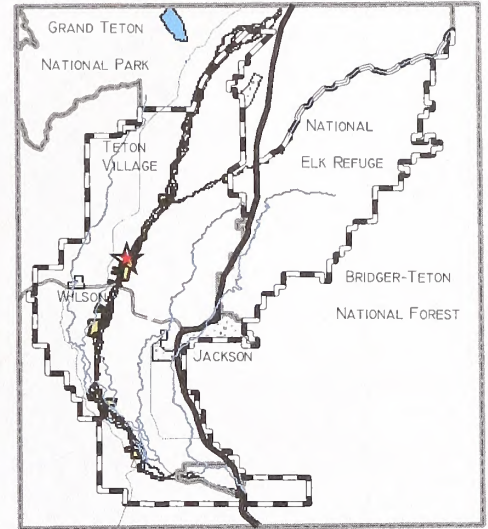 GRAND TETON
NATIONAL PARK
TETON
VILLAGE
NATIONAL
ELK REFUGE
BRIDGER-TETON
NATIONAL FOREST
WILSON
JACKSON